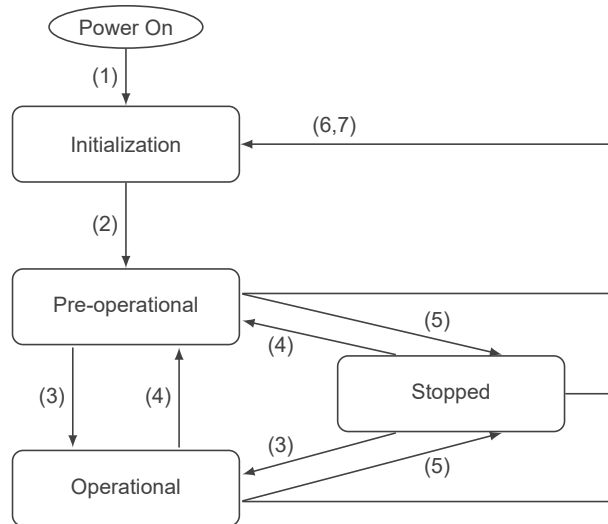 Power On
(1)
(6,7)
Initialization
(2)
Pre-operational
(5)
(4)
(3)
(4)
Stopped
(3)
(5)
Operational